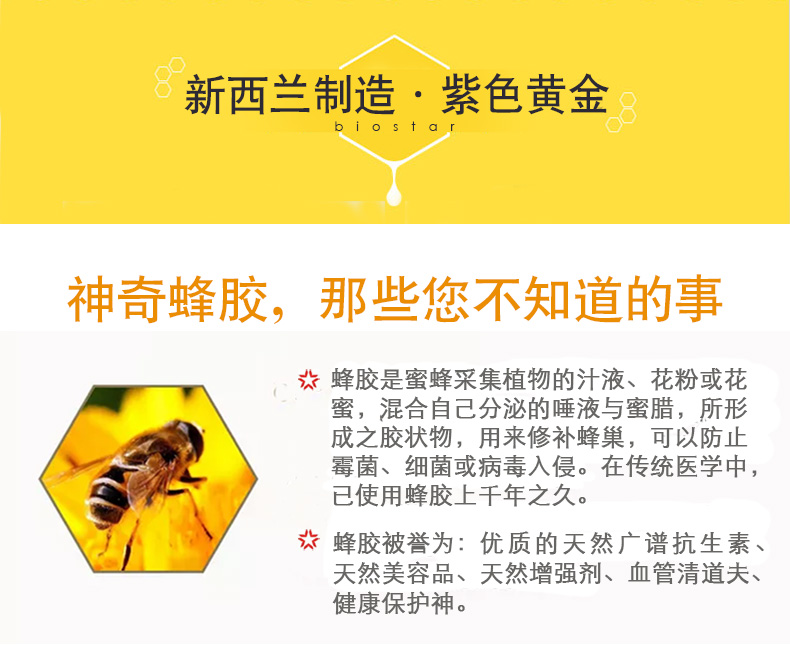 新西兰制造·紫色黄金
biostar
神奇蜂胶，那些您不知道的事
蜂胶是蜜蜂采集植物的汁液、花粉或花
蜜，混合自己分泌的唾液与蜜腊，所形
成之胶状物，用来修补蜂巢，可以防止
霉菌、细菌或病毒入侵。在传统医学中，
已使用蜂胶上千年之久。
蜂胶被誉为：优质的天然广谱抗生素、
天然美容品、天然增强剂、血管清道夫、
健康保护神。